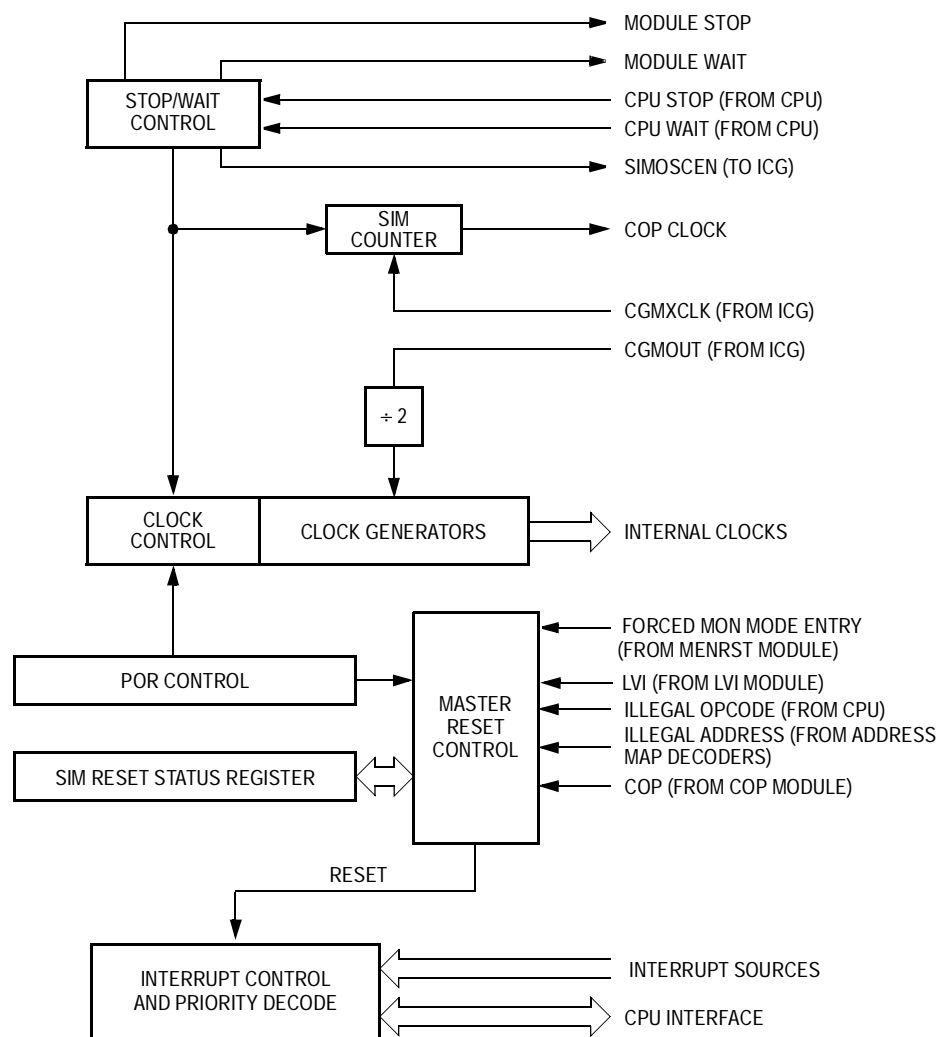 MODULE STOP
MODULE WAIT
STOP/WAIT
CONTROL
CPU STOP (FROM CPU)
CPU WAIT (FROM CPU)
SIMOSCEN (TO ICG)
SIM
COUNTER
COP CLOCK
CGMXCLK (FROM ICG)
CGMOUT (FROM ICG)
÷ 2
CLOCK
CONTROL
CLOCK GENERATORS
INTERNAL CLOCKS
FORCED MON MODE ENTRY
(FROM MENRST MODULE)
POR CONTROL
LVI (FROM LVI MODULE)
MASTER
RESET
CONTROL
ILLEGAL OPCODE (FROM CPU)
ILLEGAL ADDRESS (FROM ADDRESS
MAP DECODERS)
SIM RESET STATUS REGISTER
COP (FROM COP MODULE)
RESET
INTERRUPT CONTROL
AND PRIORITY DECODE
INTERRUPT SOURCES
CPU INTERFACE